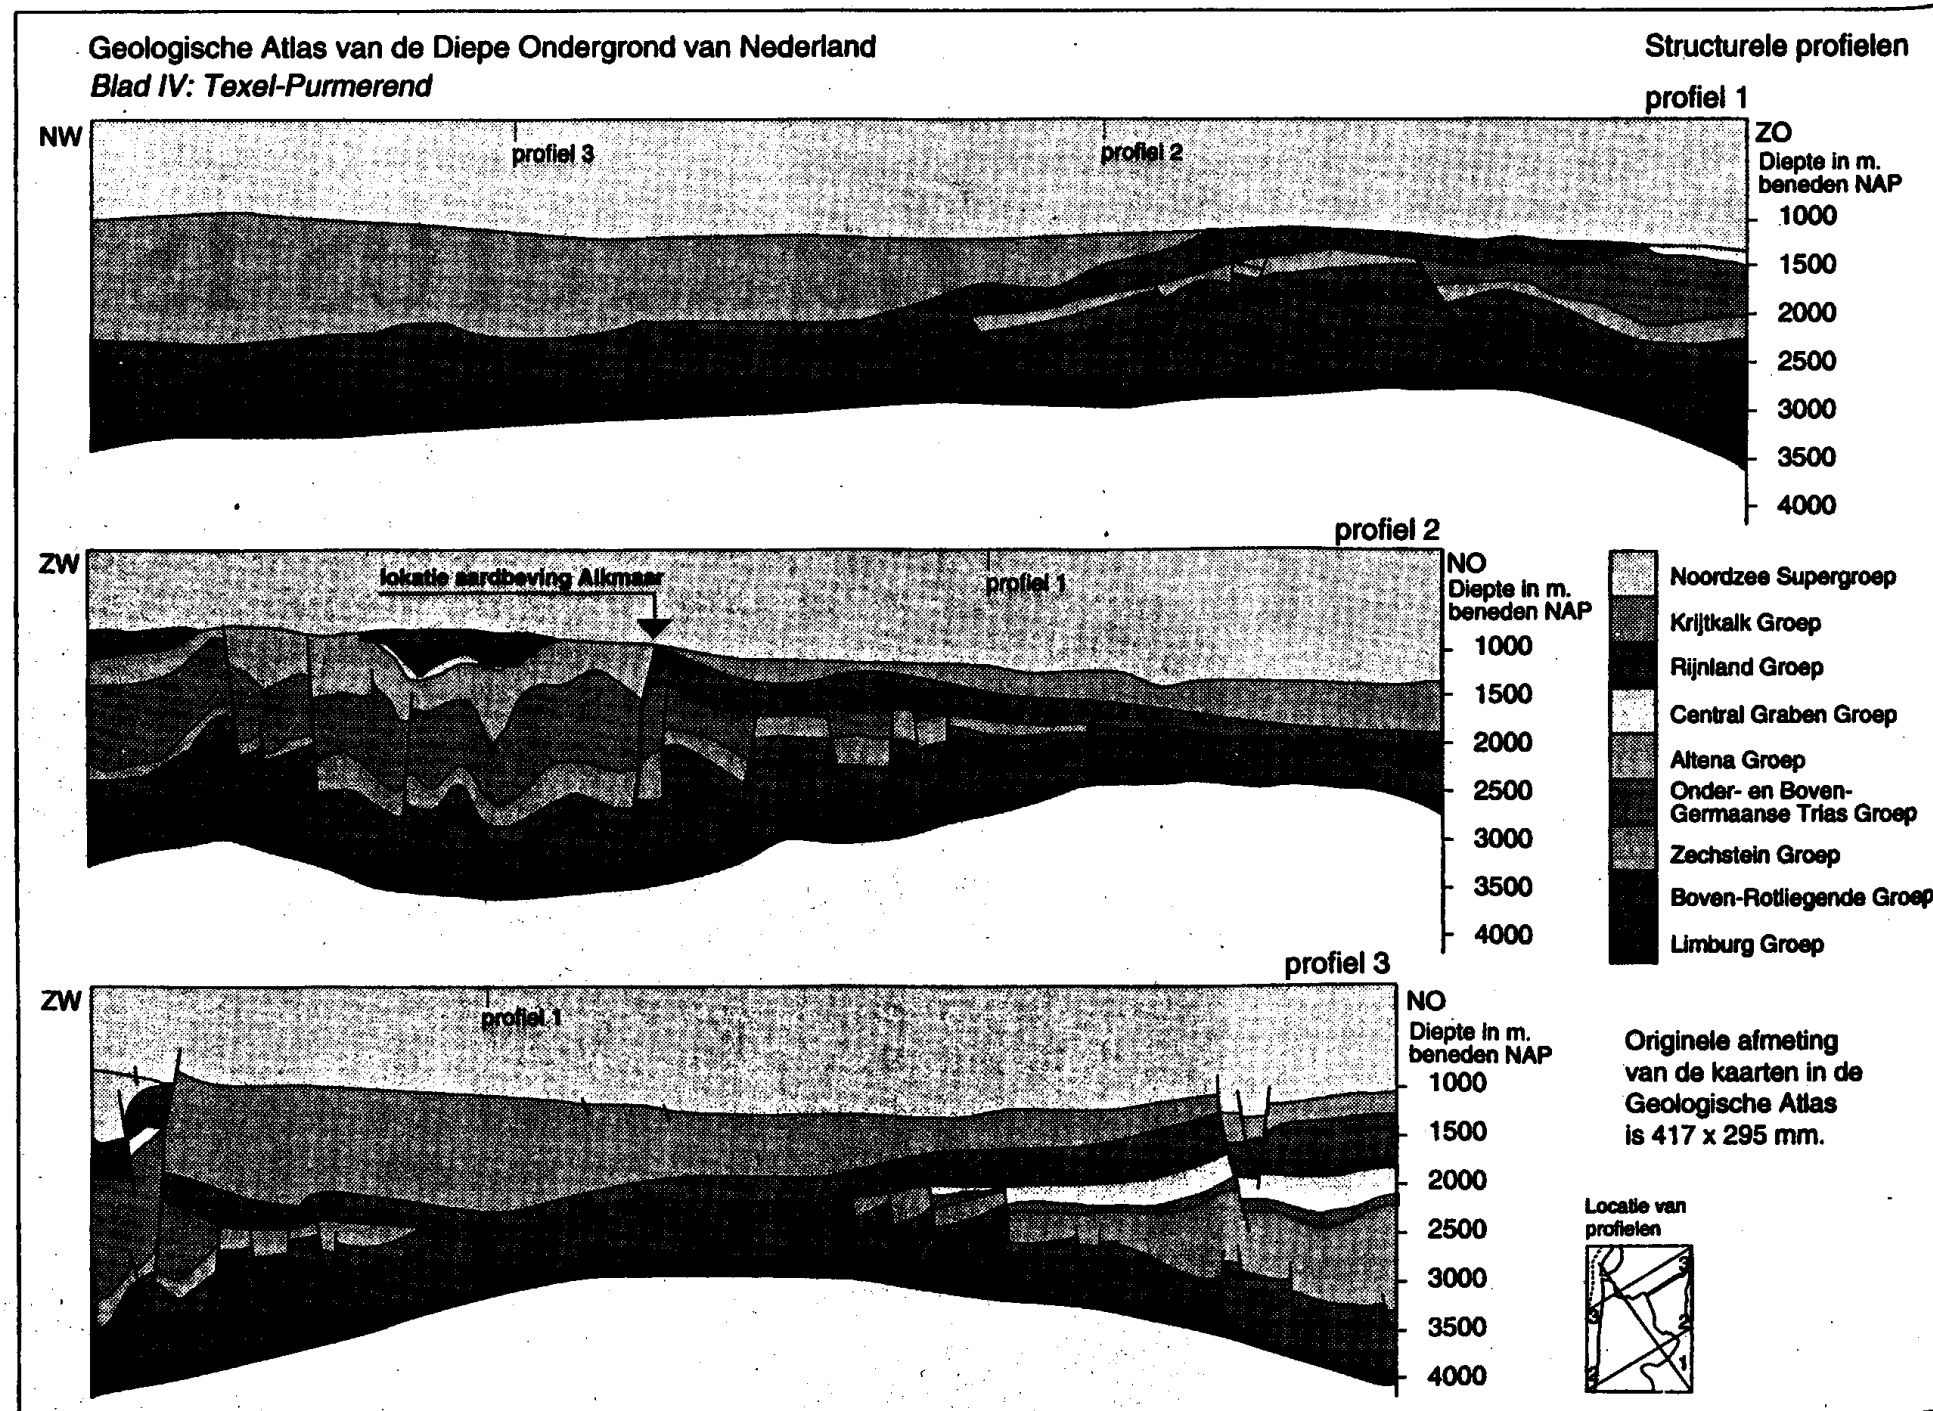 Geologische Atlas van de Diepe Ondergrond van Nederland
Blad IV: Texel-Purmerend
Structurele profielen
profiel 1
NW
profiel 3
profiel 2
ZO
Diepte in m.
beneden NAP
1000
1500
2000
2500
3000
3500
4000
profiel 2
ZW
lokatie aardbeving Alkmaar
profiel 1
NO
Diepte in m.
beneden NAP
1000
1500
2000
2500
3000
3500
4000
Noordzee Supergroep
Krijtkalk Groep
Rijnland Groep
Central Graben Groep
Altena Groep
Onder- en Boven-
Germaanse Trias Groep
Zechstein Groep
Boven-Rotliegende Groep
Limburg Groep
profiel 3
ZW
profiel 1
NO
Diepte in m.
beneden NAP
1000
1500
2000
2500
3000
3500
4000
Originele afmeting
van de kaarten in de
Geologische Atlas
is 417 x 295 mm.
Locatie van
profielen
3
3
2
2
1